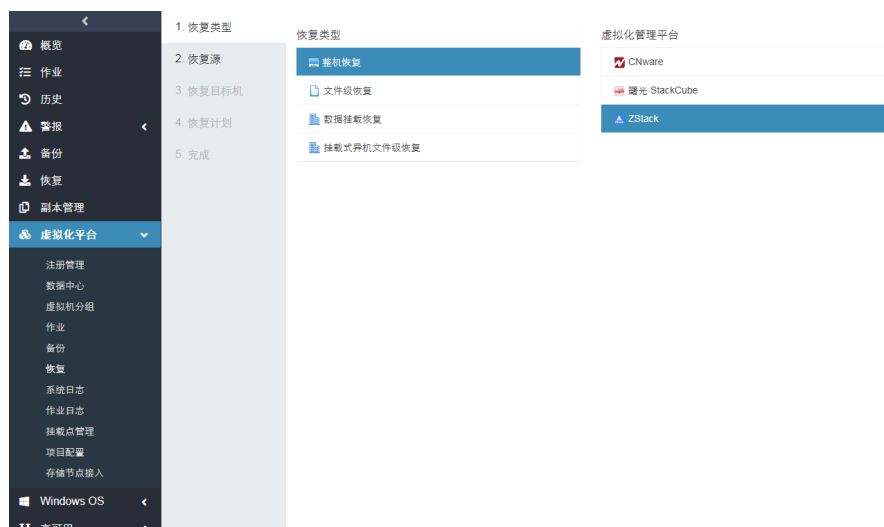 概览
作业
历史
警报
备份
恢复
副本管理
虚拟化平台
注册管理
数据中心
虚拟机分组
作业
备份
恢复
系统日志
作业日志
挂载点管理
项目配置
存储节点接入
Windows OS
1. 恢复类型
2. 恢复源
3. 恢复目标机
4. 恢复计划
5. 完成
恢复类型
整机恢复
文件级恢复
数据挂载恢复
挂载式异机文件级恢复
虚拟化管理平台
CNware
曙光 StackCube
ZStack